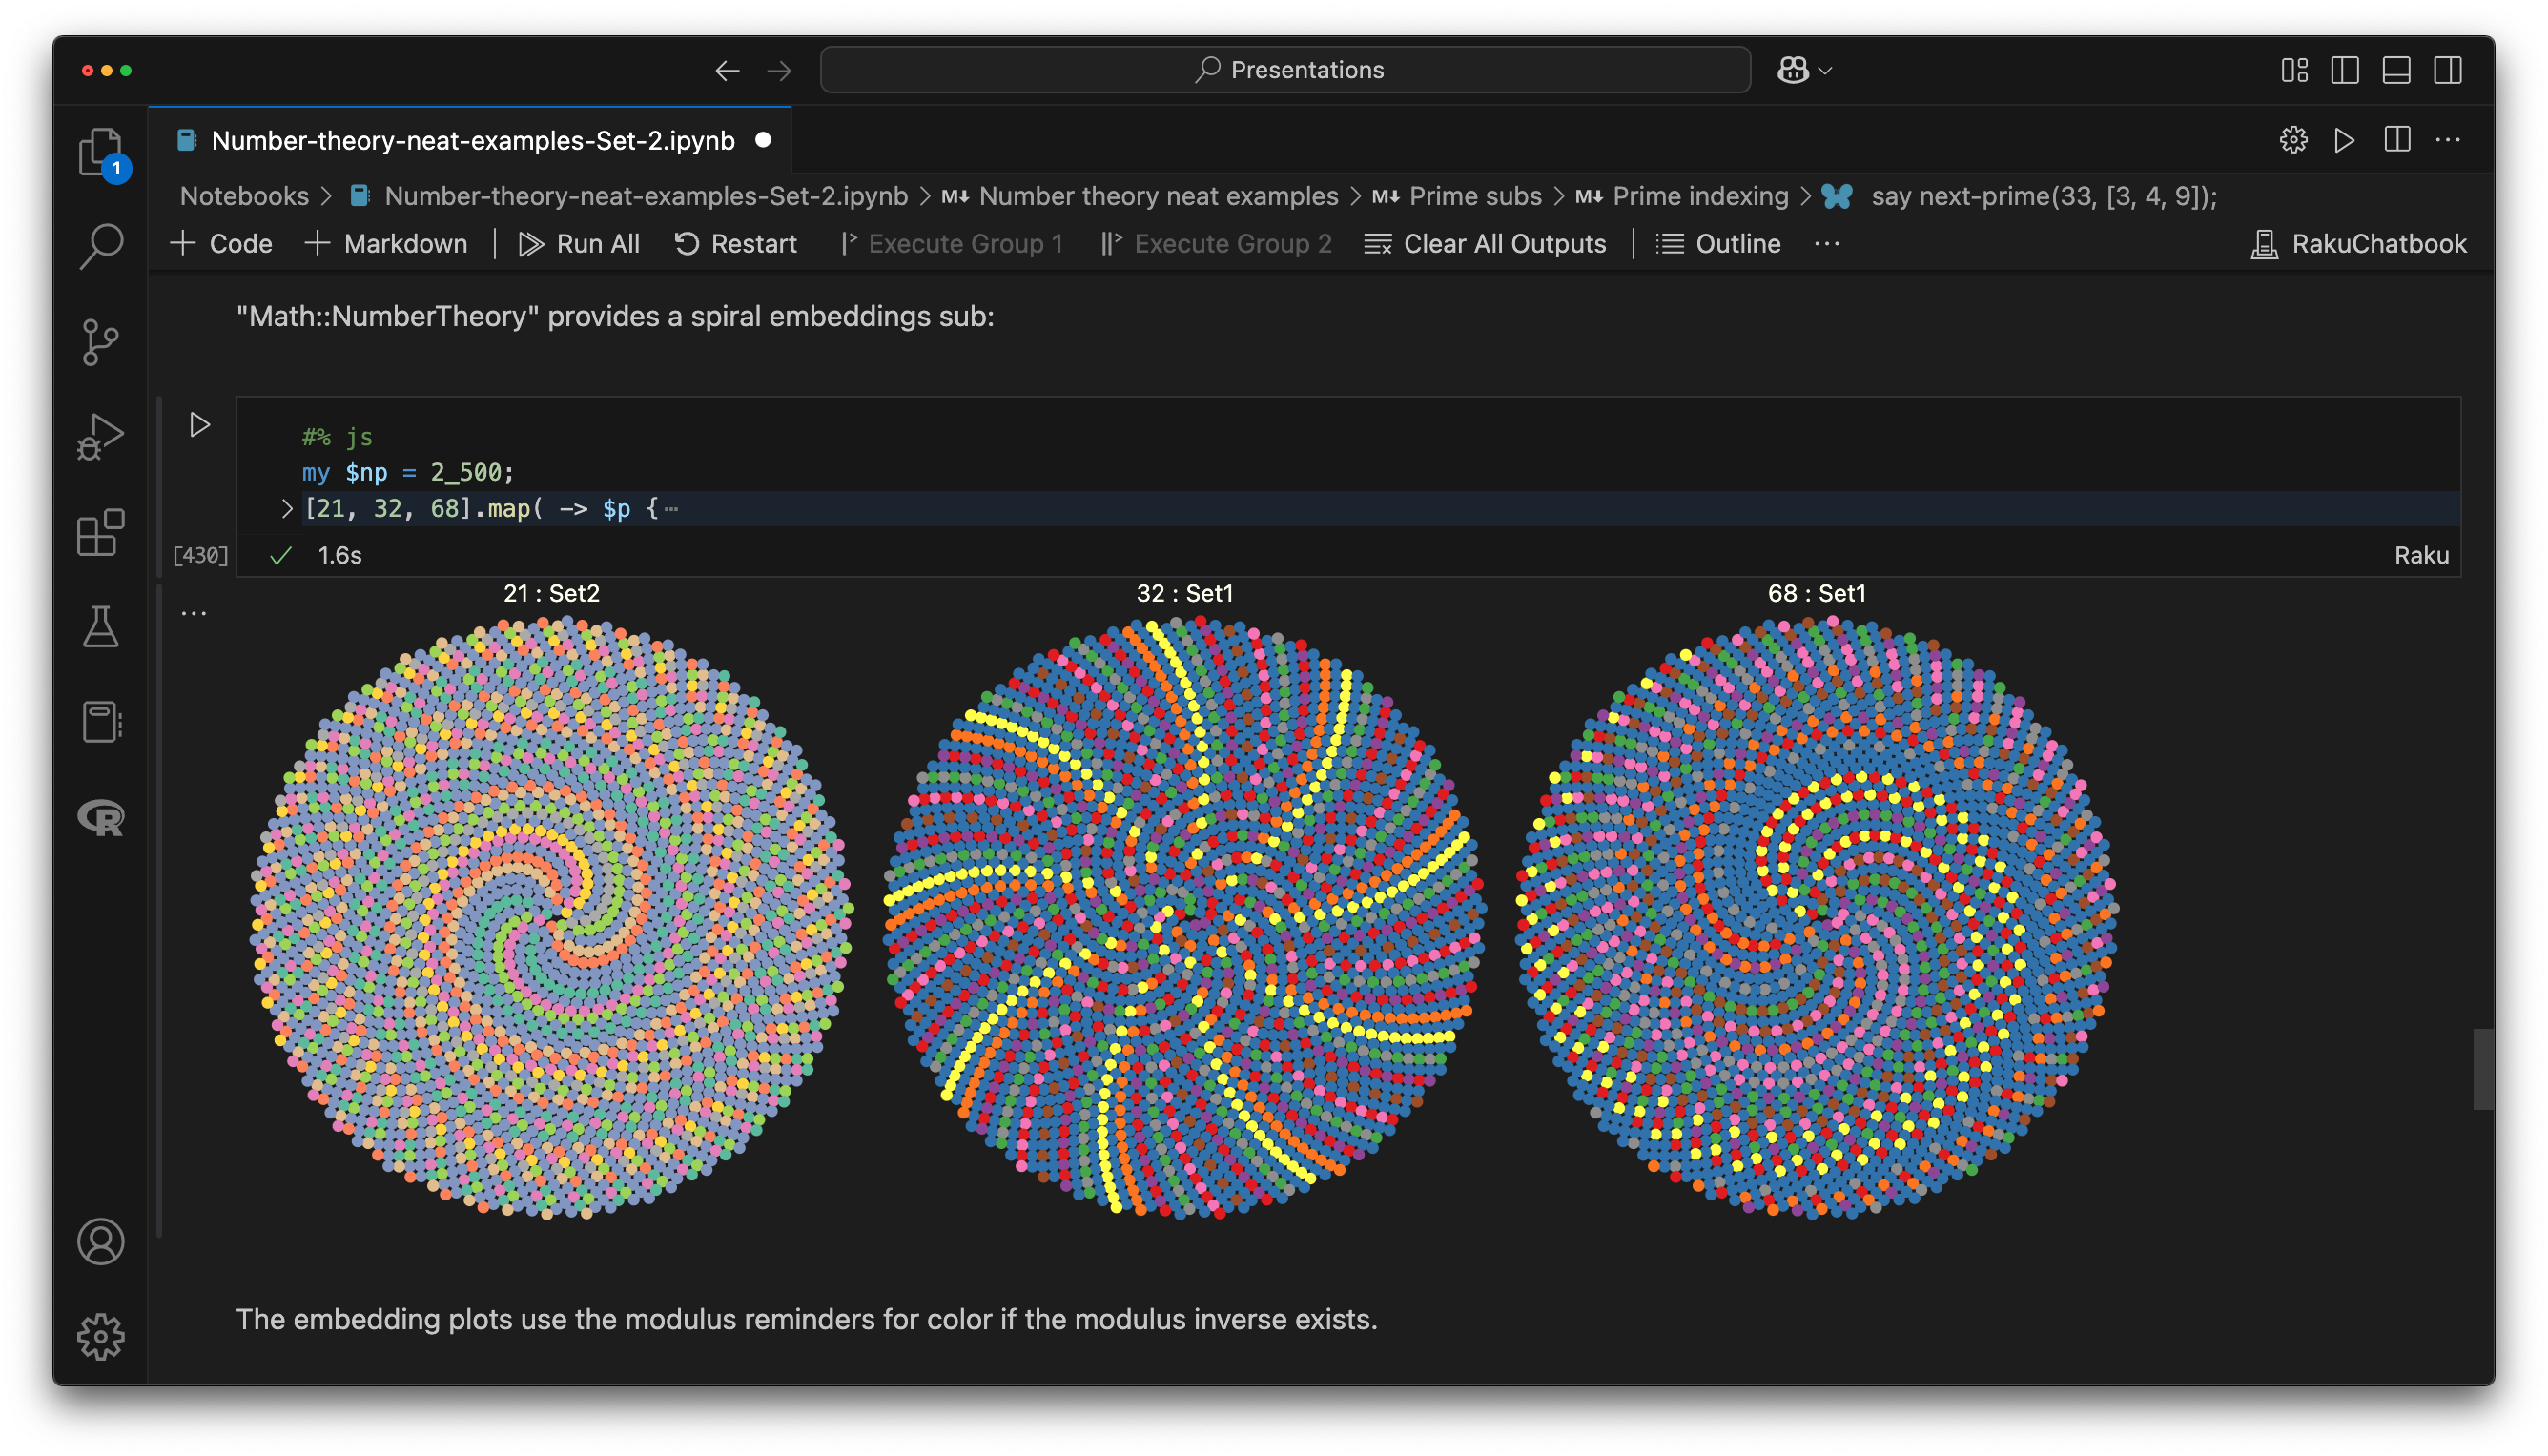 Presentations
1
Number-theory-neat-examples-Set-2.ipynb
Notebooks > Number-theory-neat-examples-Set-2.ipynb > M↓ Number theory neat examples > M↓ Prime subs > M↓ Prime indexing > say next-prime(33, [3, 4, 9]);
+ Code + Markdown | Run All Restart Execute Group 1 Execute Group 2 Clear All Outputs | Outline ··· RakuChatbook
"Math::NumberTheory" provides a spiral embeddings sub:
#% js
my $np = 2_500;
[21, 32, 68].map( -> $p {···
[430] 1.6s Raku
21 : Set2 32 : Set1 68 : Set1
R
The embedding plots use the modulus reminders for color if the modulus inverse exists.